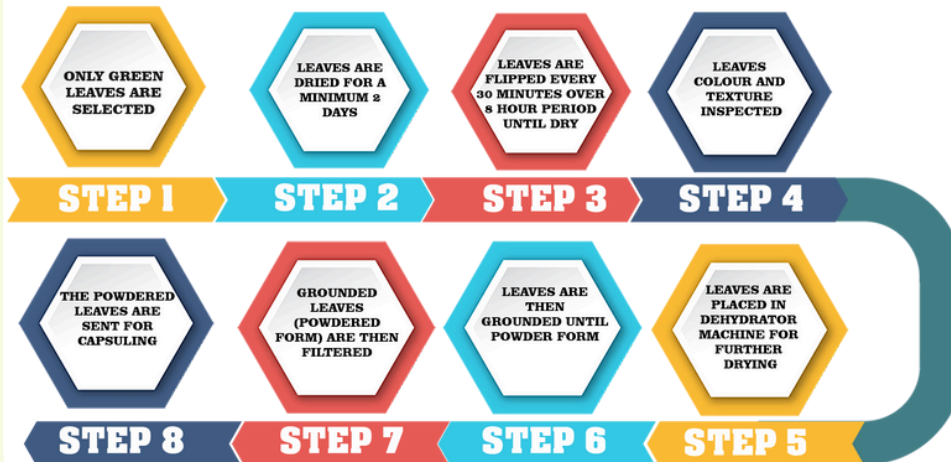 ONLY GREEN
LEAVES ARE
SELECTED
STEP 1
LEAVES ARE
DRIED FOR A
MINIMUM 2
DAYS
STEP 2
LEAVES ARE
FLIPPED EVERY
30 MINUTES OVER
8 HOUR PERIOD
UNTIL DRY
STEP 3
LEAVES
COLOUR AND
TEXTURE
INSPECTED
STEP 4
LEAVES ARE
PLACED IN
DEHYDRATOR
MACHINE FOR
FURTHER
DRYING
STEP 5
LEAVES ARE
THEN
GROUNDED UNTIL
POWDER FORM
STEP 6
GROUNDED
LEAVES
(POWDERED
FORM) ARE THEN
FILTERED
STEP 7
THE POWDERED
LEAVES ARE
SENT FOR
CAPSULING
STEP 8